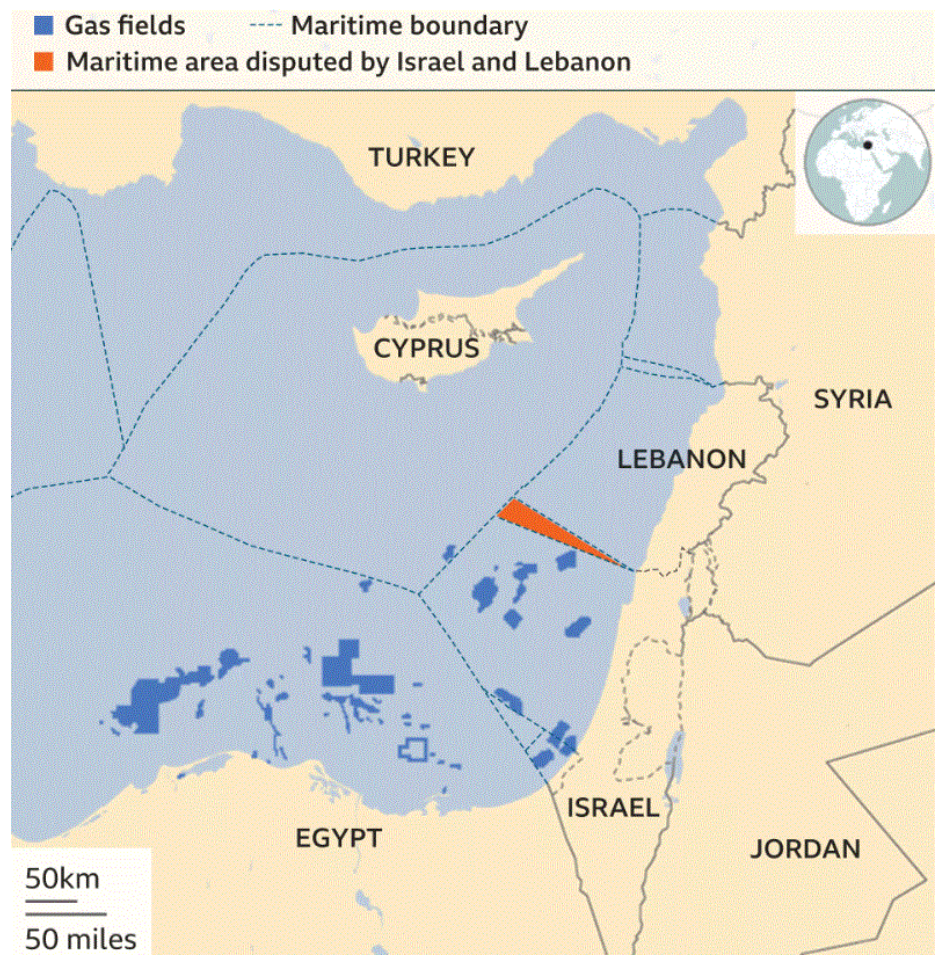 Gas fields
Maritime boundary
Maritime area disputed by Israel and Lebanon
TURKEY
CYPRUS
SYRIA
LEBANON
ISRAEL
EGYPT
JORDAN
50km
50 miles